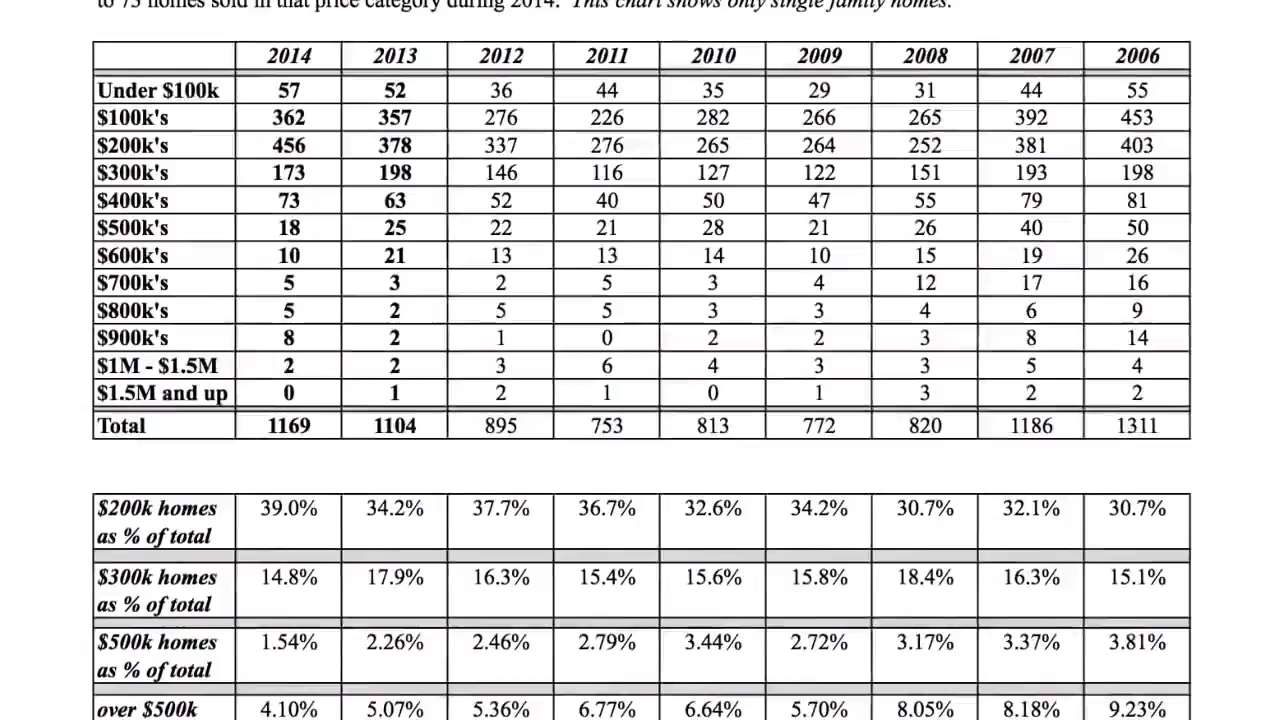 to 73 homes sold in that price category during 2014. This chart shows only single family homes.
2014 2013 2012 2011 2010 2009 2008 2007 2006
Under $100k 57 52 36 44 35 29 31 44 55
$100k's 362 357 276 226 282 266 265 392 453
$200k's 456 378 337 276 265 264 252 381 403
$300k's 173 198 146 116 127 122 151 193 198
$400k's 73 63 52 40 50 47 55 79 81
$500k's 18 25 22 21 28 21 26 40 50
$600k's 10 21 13 13 14 10 15 19 26
$700k's 5 3 2 5 3 4 12 17 16
$800k's 5 2 5 5 3 3 4 6 9
$900k's 8 2 1 0 2 2 3 8 14
$1M - $1.5M 2 2 3 6 4 3 3 5 4
$1.5M and up 0 1 2 1 0 1 3 2 2
Total 1169 1104 895 753 813 772 820 1186 1311
$200k homes 39.0% 34.2% 37.7% 36.7% 32.6% 34.2% 30.7% 32.1% 30.7%
as % of total
$300k homes 14.8% 17.9% 16.3% 15.4% 15.6% 15.8% 18.4% 16.3% 15.1%
as % of total
$500k homes 1.54% 2.26% 2.46% 2.79% 3.44% 2.72% 3.17% 3.37% 3.81%
as % of total
over $500k 4.10% 5.07% 5.36% 6.77% 6.64% 5.70% 8.05% 8.18% 9.23%